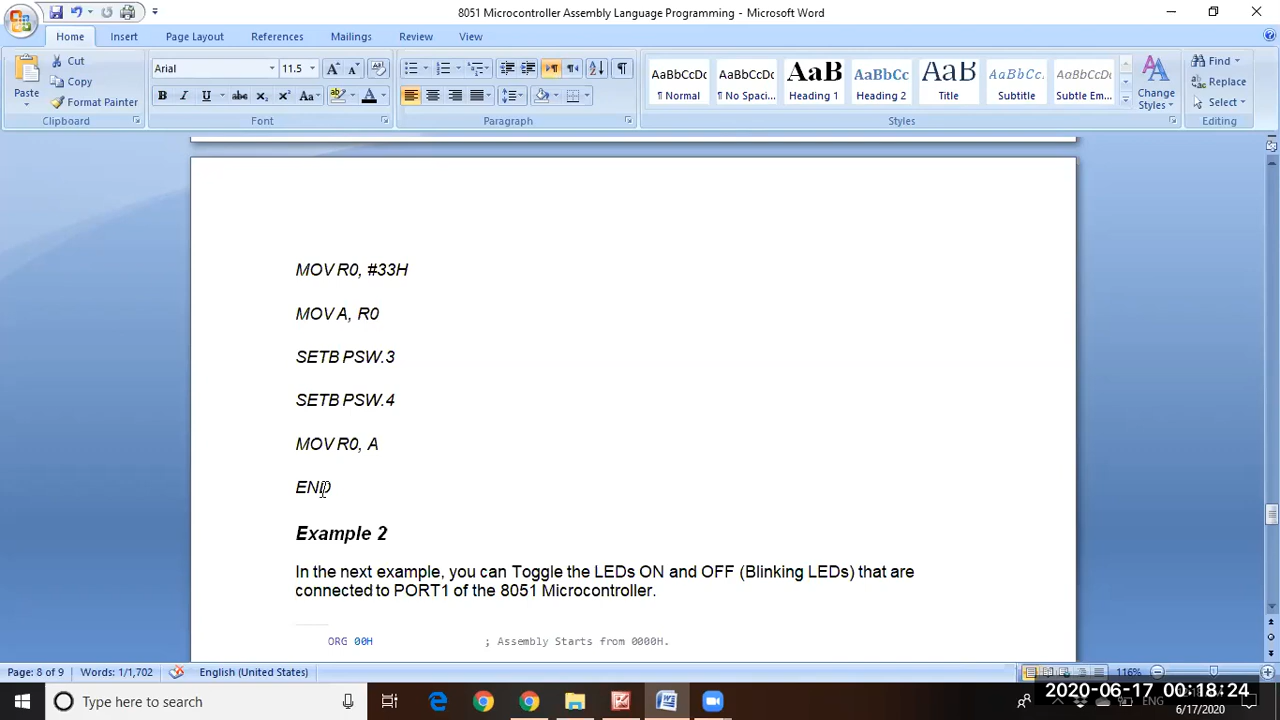 8051 Microcontroller Assembly Language Programming - Microsoft Word
Home Insert Page Layout References Mailings Review View
Paste Cut Copy Format Painter
Clipboard
Arial 11.5
Font
Paragraph
AaBbCcDc AaBbCcDc AaB AaBbCc AaB AaBbCc. AaBbCcDc
¶ Normal ¶ No Spaci... Heading 1 Heading 2 Title Subtitle Subtle Em...
Change Styles
Styles
Find
Replace
Select
Editing
MOV R0, #33H
MOV A, R0
SETB PSW.3
SETB PSW.4
MOV R0, A
END
Example 2
In the next example, you can Toggle the LEDs ON and OFF (Blinking LEDs) that are
connected to PORT1 of the 8051 Microcontroller.
ORG 00H ; Assembly Starts from 0000H.
Page: 8 of 9 Words: 1/1,702 English (United States) 116%
Type here to search
2020-06-17 00:18:24
ENG
6/17/2020